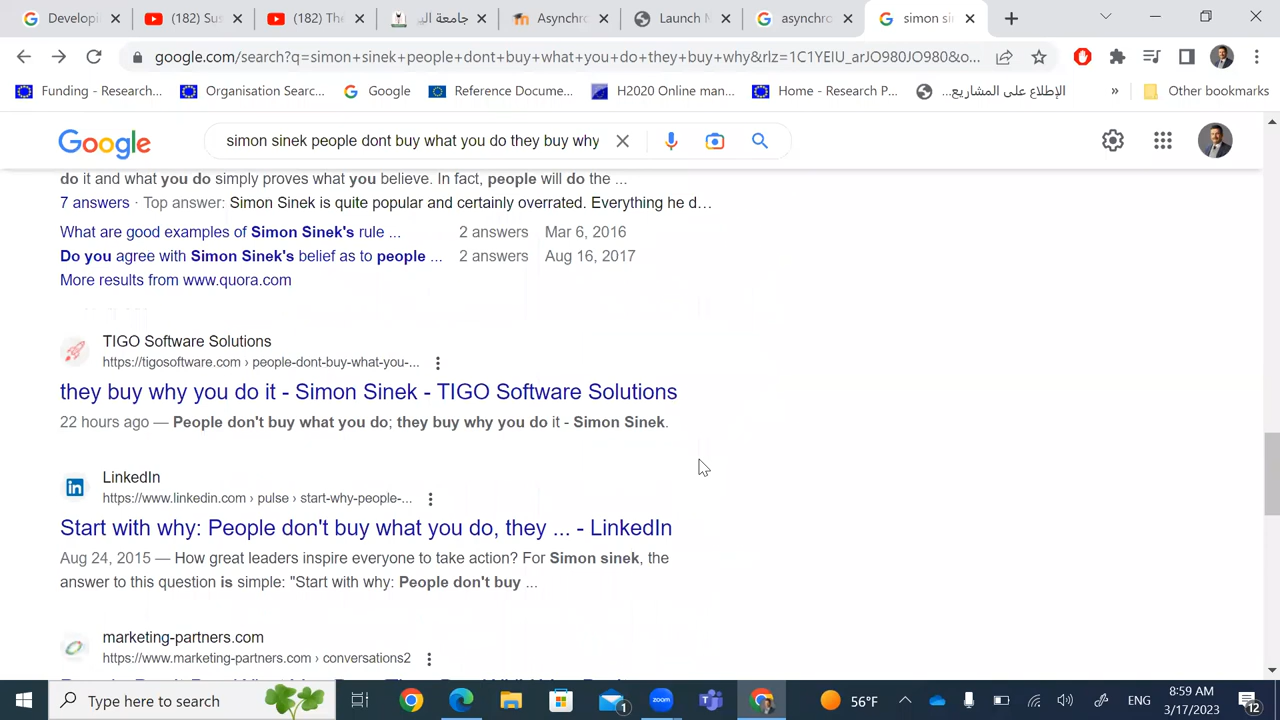 Developi
(182) Sus
(182) The
جامعة الي
Asynchro
Launch M
asynchro
simon si
google.com/search?q=simon+sinek+people+dont+buy+what+you+do+they+buy+why&rlz=1C1YEIU_arJO980JO980&o...
Funding - Research...
Organisation Searc...
Google
Reference Docume...
H2020 Online man...
Home - Research P...
الإطلاع على المشاريع...
»
Other bookmarks
Google
simon sinek people dont buy what you do they buy why
do it and what you do simply proves what you believe. In fact, people will do the ...
7 answers · Top answer: Simon Sinek is quite popular and certainly overrated. Everything he d...
What are good examples of Simon Sinek's rule ... 2 answers Mar 6, 2016
Do you agree with Simon Sinek's belief as to people ... 2 answers Aug 16, 2017
More results from www.quora.com
TIGO Software Solutions
https://tigosoftware.com › people-dont-buy-what-you-...
they buy why you do it - Simon Sinek - TIGO Software Solutions
22 hours ago — People don't buy what you do; they buy why you do it - Simon Sinek.
LinkedIn
https://www.linkedin.com › pulse › start-why-people-...
Start with why: People don't buy what you do, they ... - LinkedIn
Aug 24, 2015 — How great leaders inspire everyone to take action? For Simon sinek, the
answer to this question is simple: "Start with why: People don't buy ...
marketing-partners.com
https://www.marketing-partners.com › conversations2
Type here to search
zoom
1
56°F
ENG
8:59 AM
3/17/2023
12